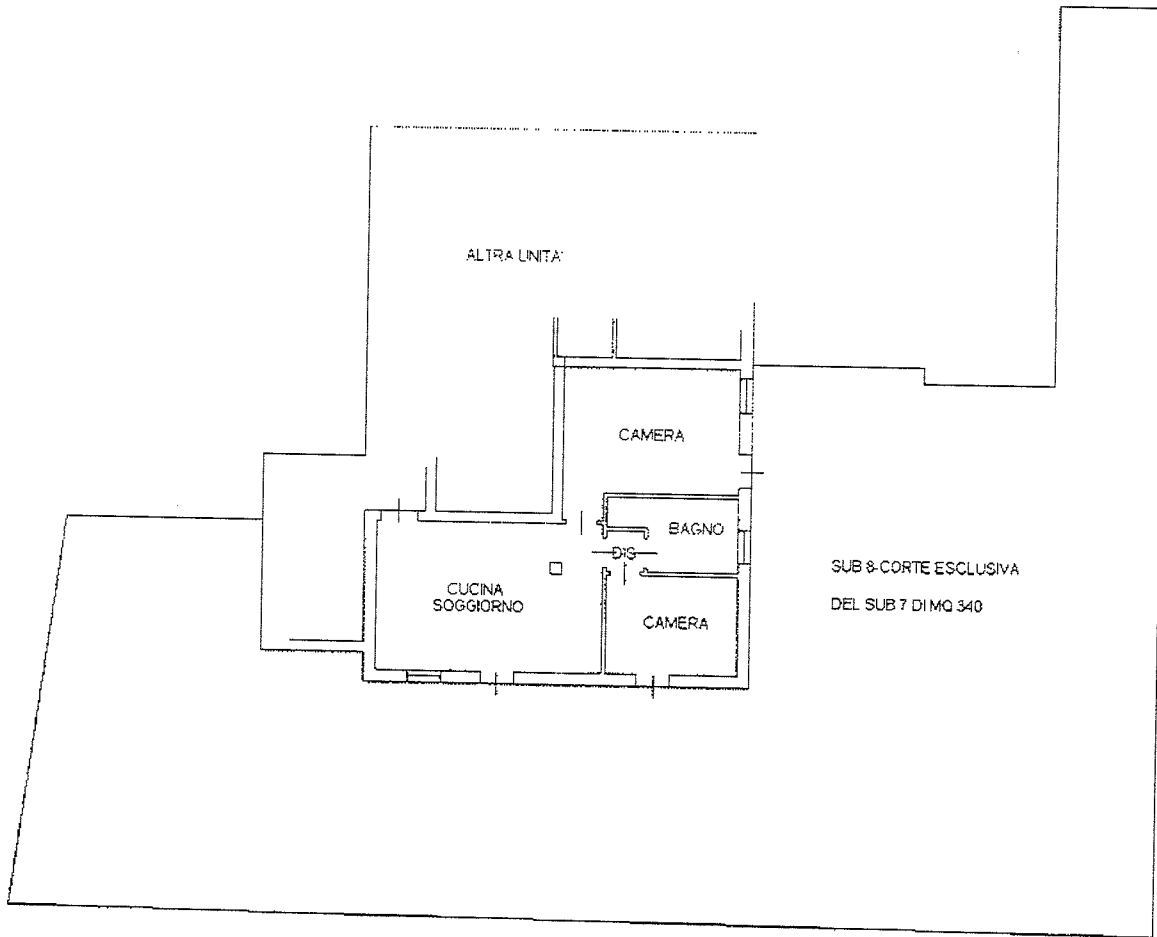 ALTRA UNITA'
CAMERA
BAGNO
DIS
CUCINA
SOGGIORNO
CAMERA
SUB 8-CORTE ESCLUSIVA
DEL SUB 7 DI MQ 340